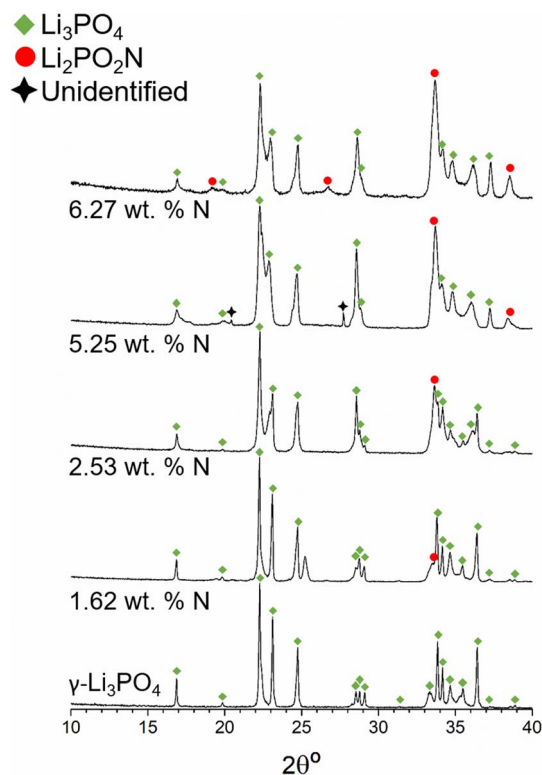 Li₃PO₄
Li₂PO₂N
Unidentified
6.27 wt. % N
5.25 wt. % N
2.53 wt. % N
1.62 wt. % N
γ-Li₃PO₄
10 15 20 25 30 35 40
2θº